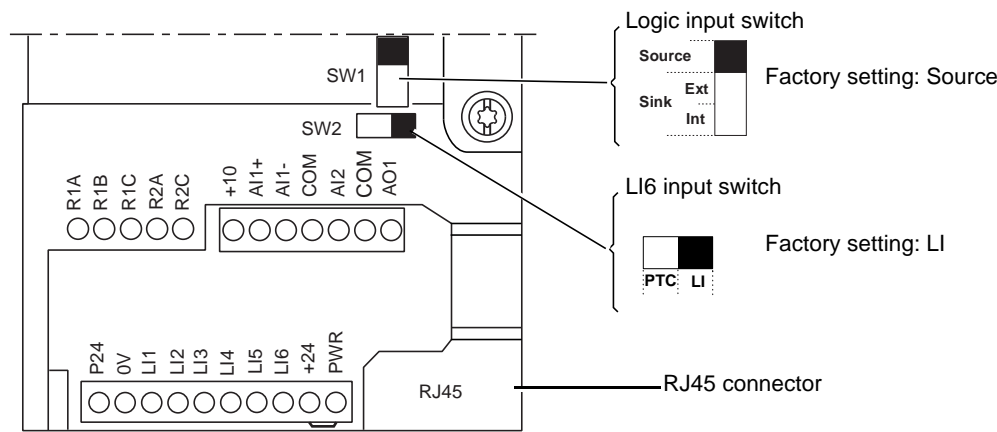 Logic input switch
Source
Sink
Ext
Int
Factory setting: Source
SW1
SW2
LI6 input switch
PTC LI
Factory setting: LI
R1A
R1B
R1C
R2A
R2C
+10
AI1+
AI1-
COM
AI2
COM
AO1
P24
0V
LI1
LI2
LI3
LI4
LI5
LI6
+24
PWR
RJ45
RJ45 connector